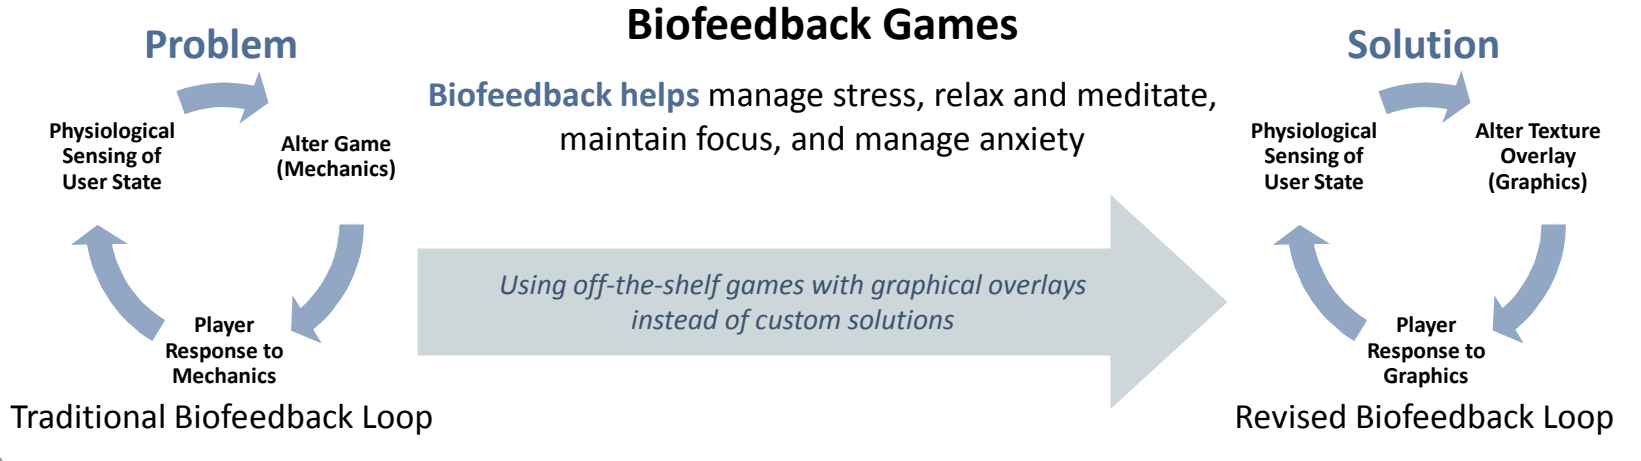 Biofeedback Games
Problem
Physiological
Sensing of
User State
Alter Game
(Mechanics)
Player
Response to
Mechanics
Traditional Biofeedback Loop
Biofeedback helps manage stress, relax and meditate,
maintain focus, and manage anxiety
Using off-the-shelf games with graphical overlays
instead of custom solutions
Solution
Physiological
Sensing of
User State
Alter Texture
Overlay
(Graphics)
Player
Response to
Graphics
Revised Biofeedback Loop